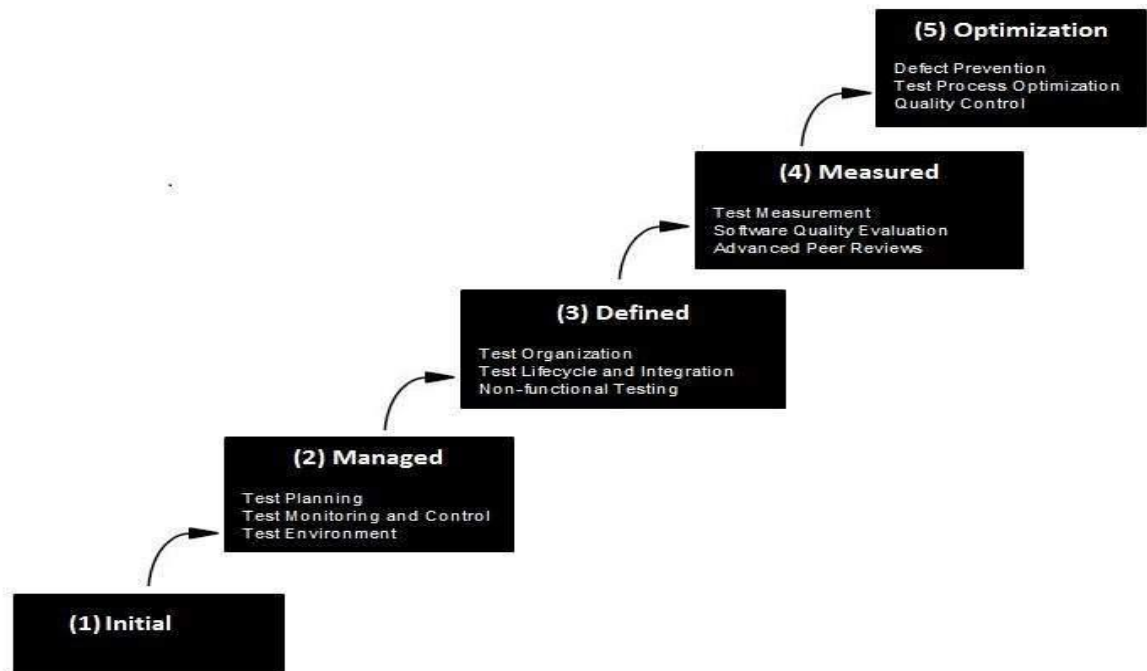 (5) Optimization
Defect Prevention
Test Process Optimization
Quality Control
(4) Measured
Test Measurement
Software Quality Evaluation
Advanced Peer Reviews
(3) Defined
Test Organization
Test Lifecycle and Integration
Non-functional Testing
(2) Managed
Test Planning
Test Monitoring and Control
Test Environment
(1) Initial